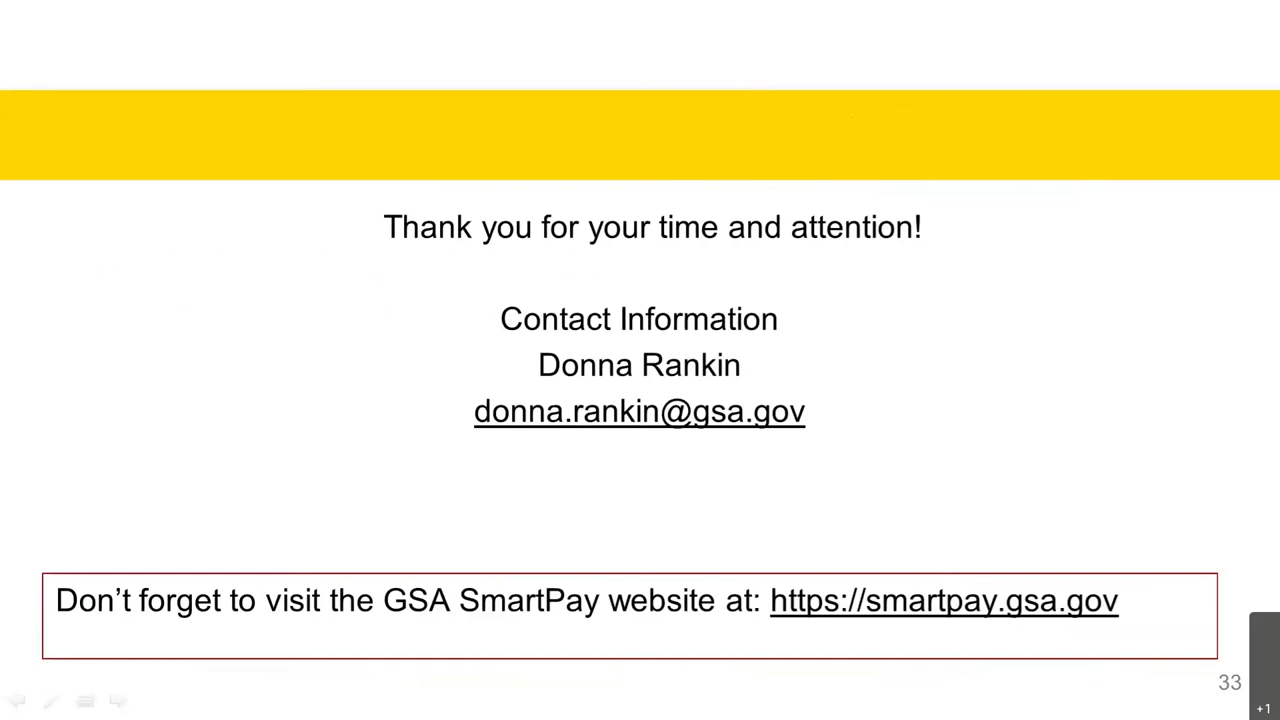 Thank you for your time and attention!
Contact Information
Donna Rankin
donna.rankin@gsa.gov
Don’t forget to visit the GSA SmartPay website at: https://smartpay.gsa.gov
33
+1